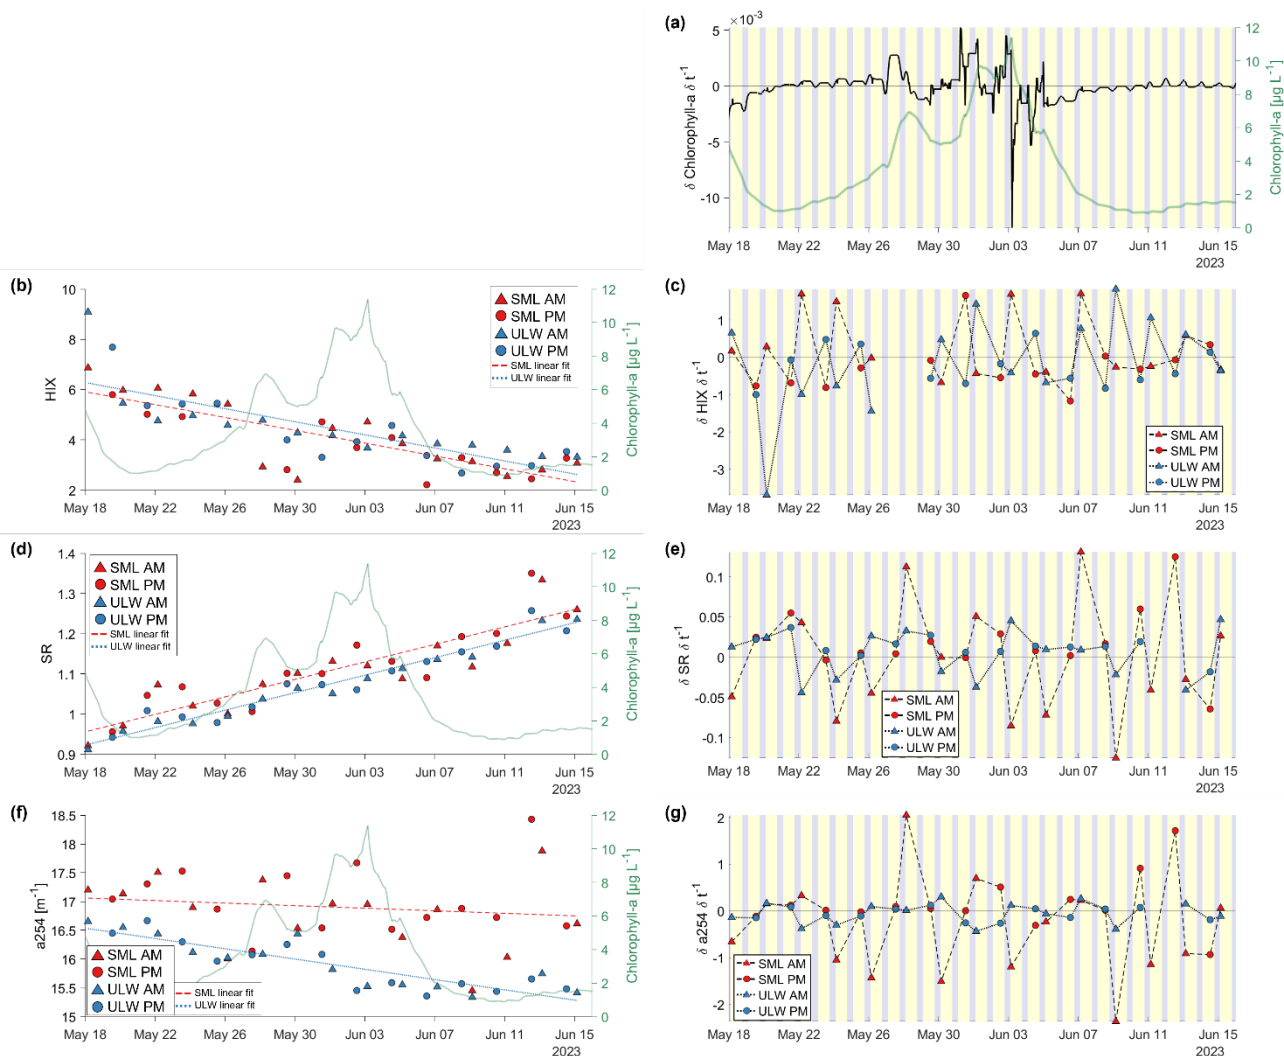 (a)
×10⁻³
5
0
-5
-10
δ Chlorophyll-a δ t⁻¹
12
10
8
6
4
2
0
Chlorophyll-a [µg L⁻¹]
May 18 May 22 May 26 May 30 Jun 03 Jun 07 Jun 11 Jun 15
2023
(b)
10
8
6
4
2
HIX
SML AM
SML PM
ULW AM
ULW PM
SML linear fit
ULW linear fit
12
10
8
6
4
2
0
Chlorophyll-a [µg L⁻¹]
May 18 May 22 May 26 May 30 Jun 03 Jun 07 Jun 11 Jun 15
2023
(c)
1
0
-1
-2
-3
δ HIX δ t⁻¹
SML AM
SML PM
ULW AM
ULW PM
May 18 May 22 May 26 May 30 Jun 03 Jun 07 Jun 11 Jun 15
2023
(d)
1.4
1.3
1.2
1.1
1
0.9
SR
SML AM
SML PM
ULW AM
ULW PM
SML linear fit
ULW linear fit
12
10
8
6
4
2
0
Chlorophyll-a [µg L⁻¹]
May 18 May 22 May 26 May 30 Jun 03 Jun 07 Jun 11 Jun 15
2023
(e)
0.1
0.05
0
-0.05
-0.1
δ SR δ t⁻¹
SML AM
SML PM
ULW AM
ULW PM
May 18 May 22 May 26 May 30 Jun 03 Jun 07 Jun 11 Jun 15
2023
(f)
18.5
18
17.5
17
16.5
16
15.5
15
a254 [m⁻¹]
SML AM
SML PM
ULW AM
ULW PM
SML linear fit
ULW linear fit
12
10
8
6
4
2
0
Chlorophyll-a [µg L⁻¹]
May 18 May 22 May 26 May 30 Jun 03 Jun 07 Jun 11 Jun 15
2023
(g)
2
1
0
-1
-2
δ a254 δ t⁻¹
SML AM
SML PM
ULW AM
ULW PM
May 18 May 22 May 26 May 30 Jun 03 Jun 07 Jun 11 Jun 15
2023